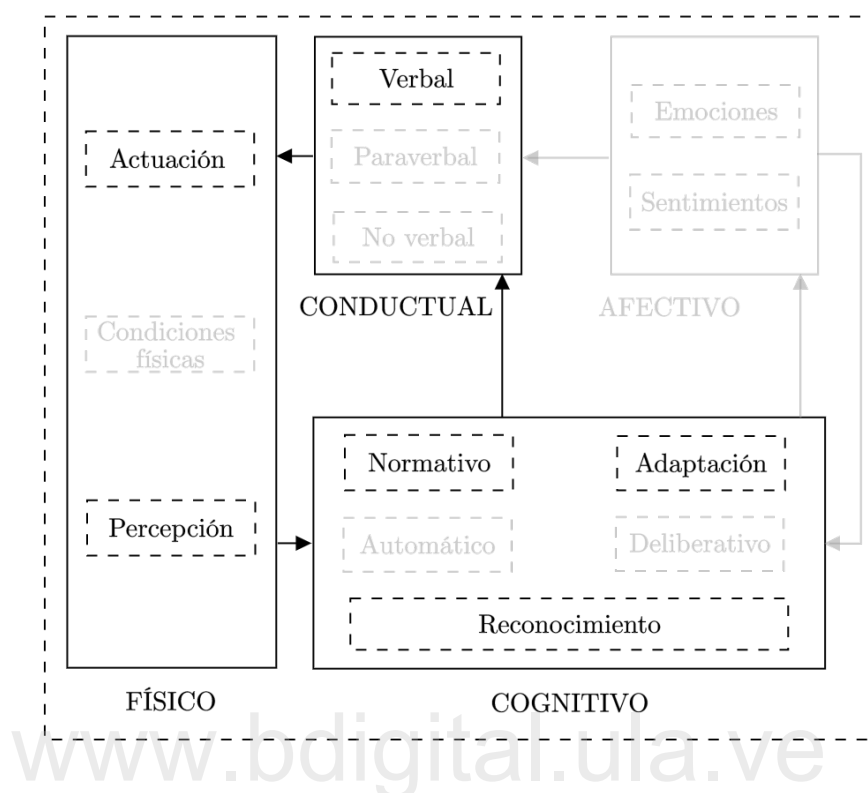 Verbal
Emociones
Actuación
Paraverbal
Sentimientos
No verbal
CONDUCTUAL
AFECTIVO
Condiciones
físicas
Normativo
Adaptación
Percepción
Automático
Deliberativo
Reconocimiento
FÍSICO
COGNITIVO
www.bdigital.ula.ve